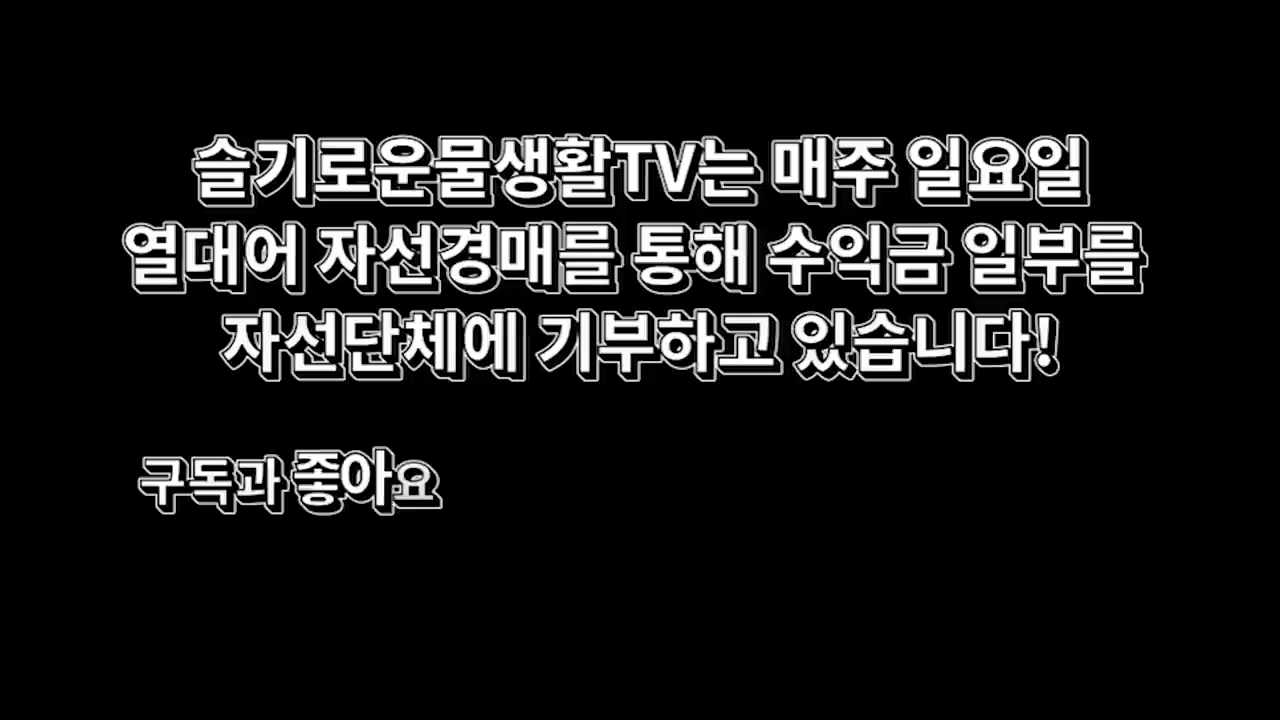 슬기로운물생활TV는 매주 일요일
열대어 자선경매를 통해 수익금 일부를
자선단체에 기부하고 있습니다!
구독과 좋아요